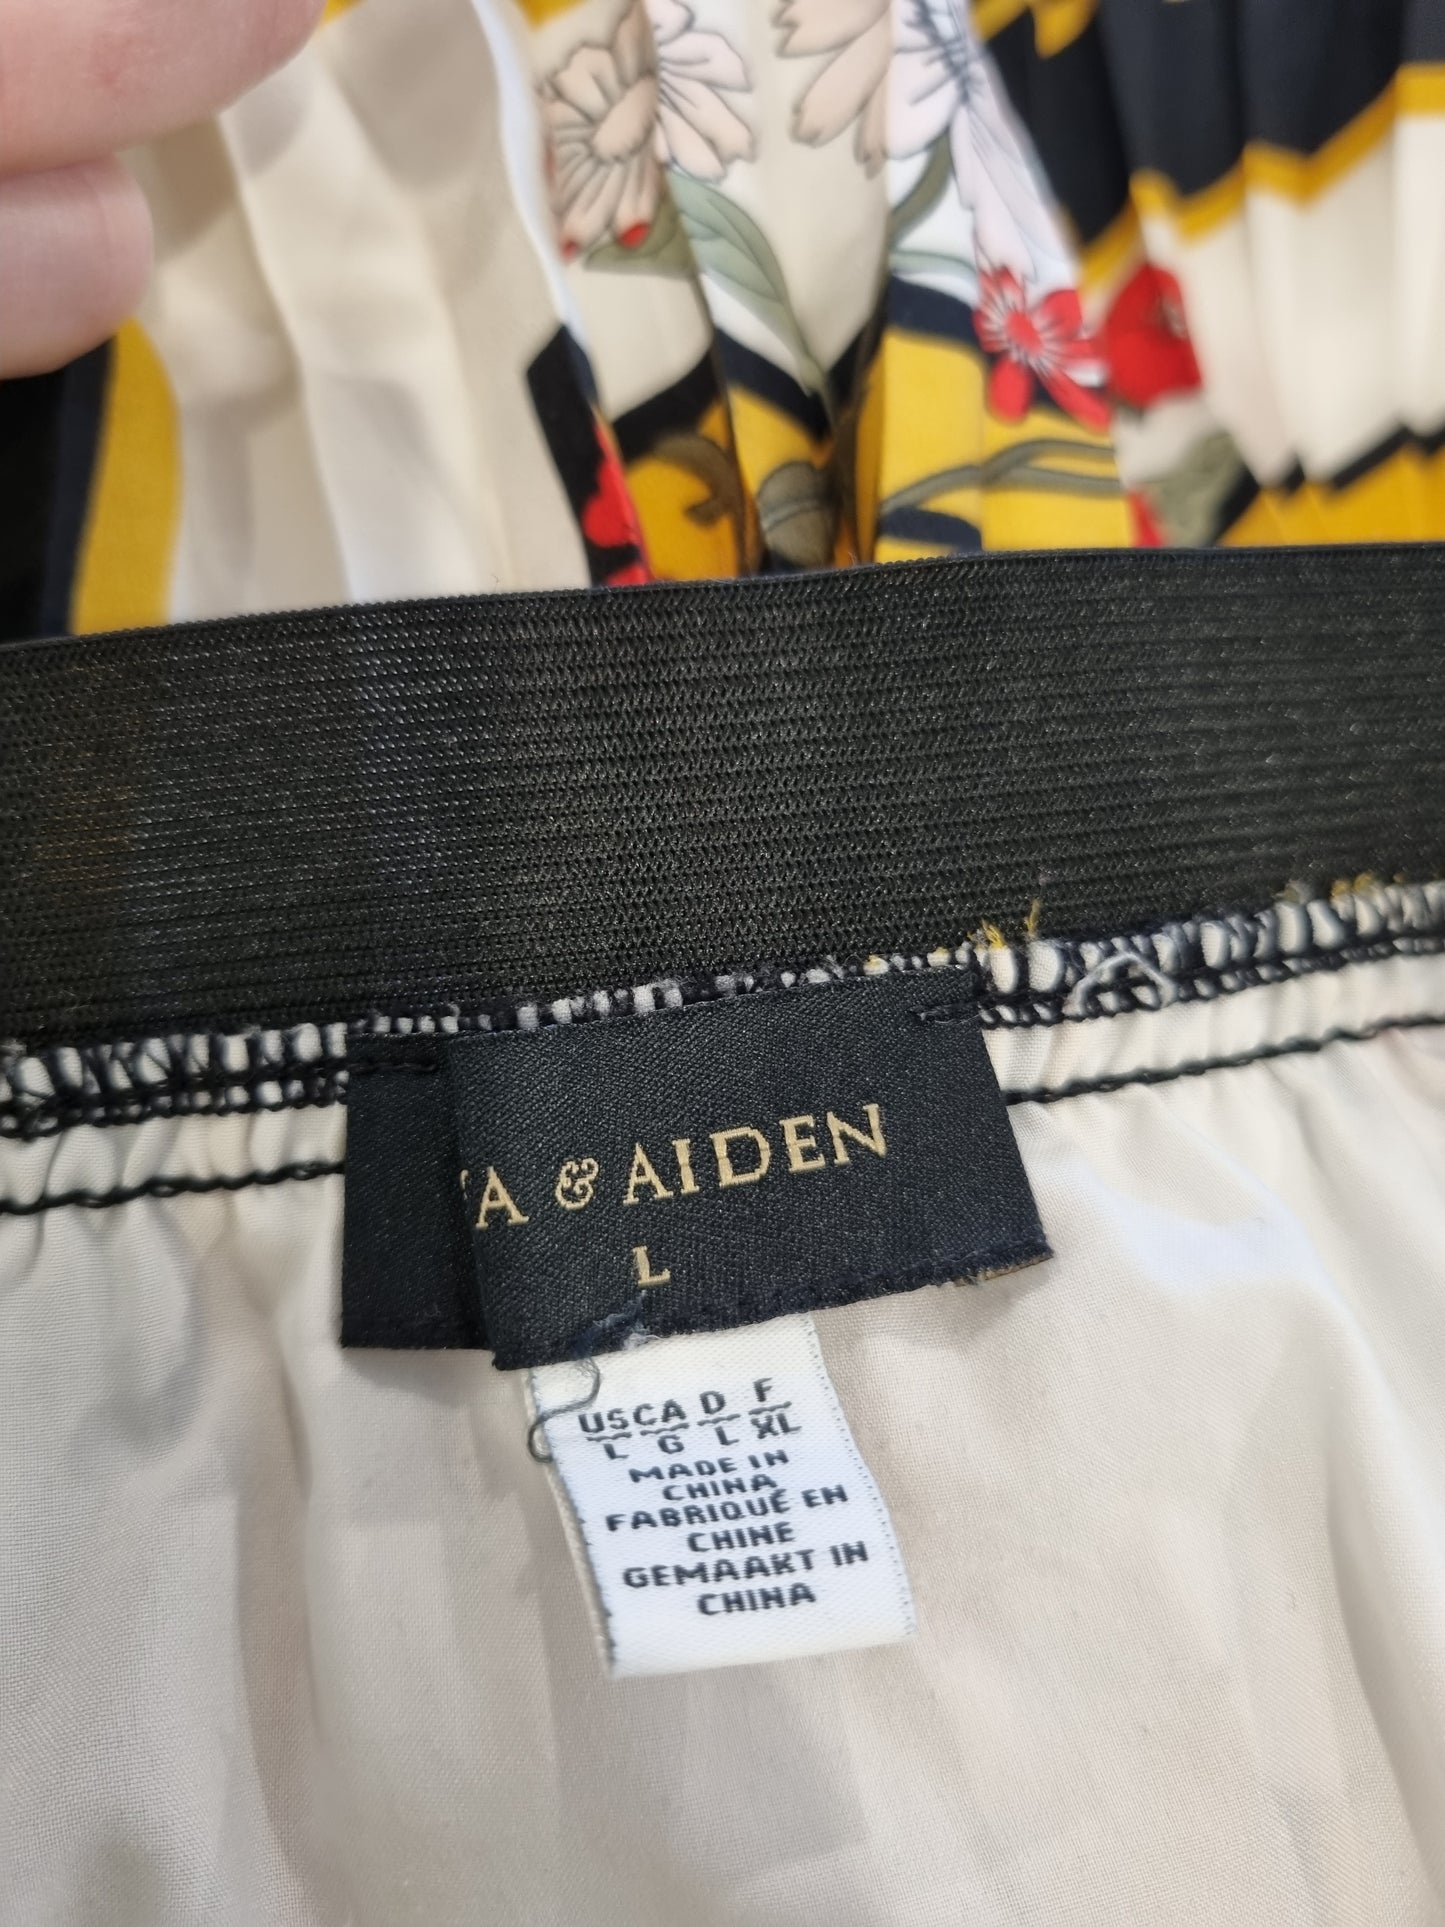 A & AIDEN
L
US CA D F
L G L XL
MADE IN
CHINA
FABRIQUÉ EN
CHINE
GEMAAKT IN
CHINA